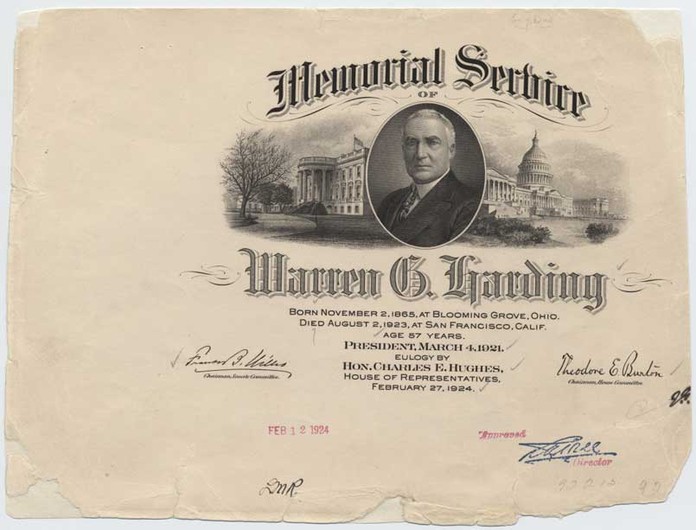 Memorial Service
OF
Warren G. Harding
BORN NOVEMBER 2, 1865, AT BLOOMING GROVE, OHIO.
DIED AUGUST 2, 1923, AT SAN FRANCISCO, CALIF.
AGE 57 YEARS.
PRESIDENT, MARCH 4, 1921.
EULOGY BY
HON. CHARLES E. HUGHES,
HOUSE OF REPRESENTATIVES,
FEBRUARY 27, 1924.
Frank B. Willis
Chairman, Senate Committee.
Theodore E. Burton
Chairman, House Committee.
FEB 12 1924
Approved
Director